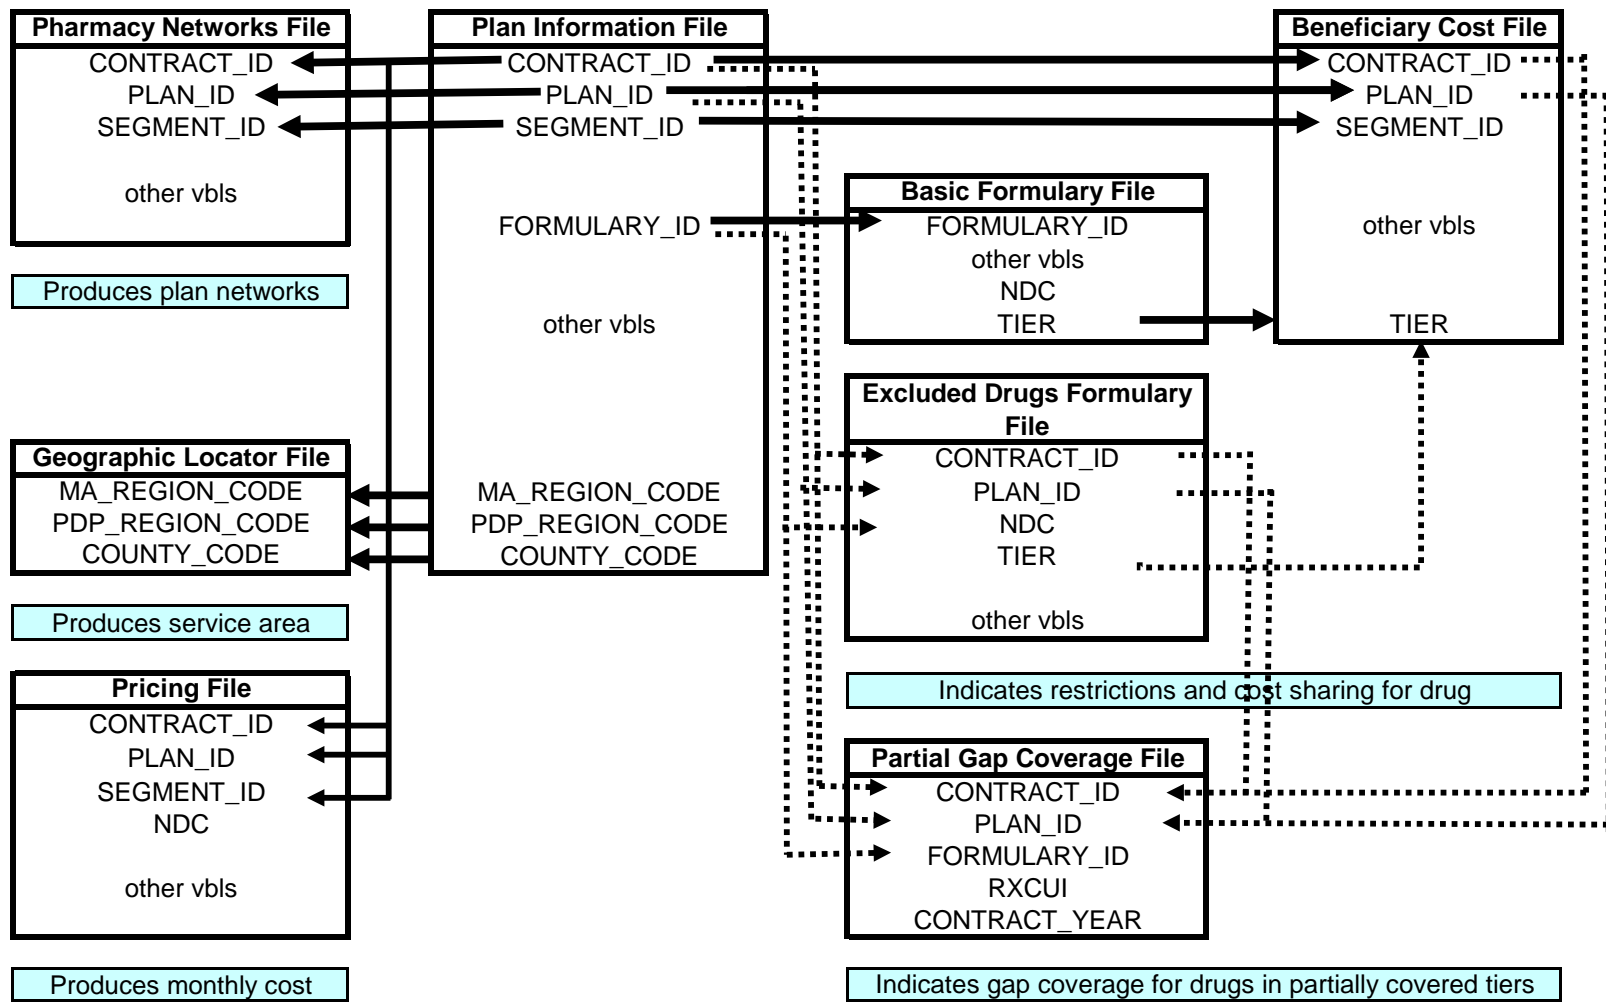 Pharmacy Networks File
CONTRACT_ID
PLAN_ID
SEGMENT_ID
other vbls
Produces plan networks
Geographic Locator File
MA_REGION_CODE
PDP_REGION_CODE
COUNTY_CODE
Produces service area
Pricing File
CONTRACT_ID
PLAN_ID
SEGMENT_ID
NDC
other vbls
Produces monthly cost
Plan Information File
CONTRACT_ID
PLAN_ID
SEGMENT_ID
FORMULARY_ID
other vbls
MA_REGION_CODE
PDP_REGION_CODE
COUNTY_CODE
Basic Formulary File
FORMULARY_ID
other vbls
NDC
TIER
Excluded Drugs Formulary
File
CONTRACT_ID
PLAN_ID
NDC
TIER
other vbls
Beneficiary Cost File
CONTRACT_ID
PLAN_ID
SEGMENT_ID
other vbls
TIER
Indicates restrictions and cost sharing for drug
Partial Gap Coverage File
CONTRACT_ID
PLAN_ID
FORMULARY_ID
RXCUI
CONTRACT_YEAR
Indicates gap coverage for drugs in partially covered tiers